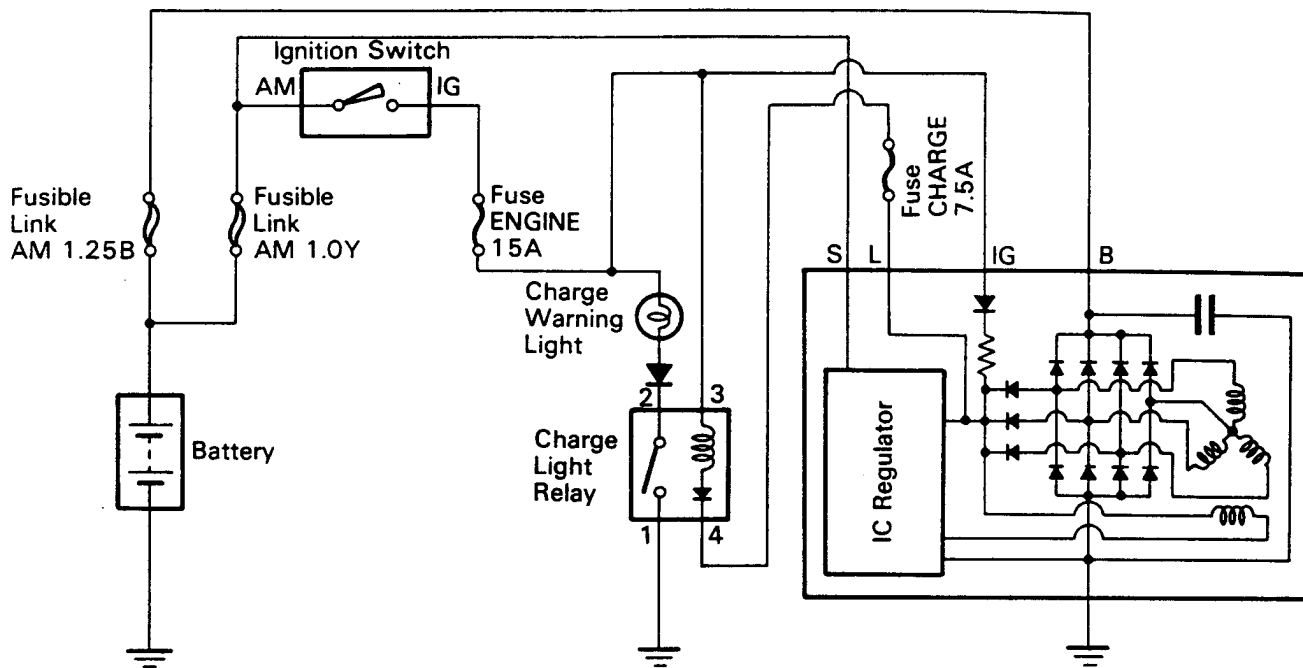 Ignition Switch
AM
IG
Fusible
Link
AM 1.25B
Fusible
Link
AM 1.0Y
Fuse
ENGINE
15A
Fuse
CHARGE
7.5A
S
L
IG
B
Charge
Warning
Light
2
3
Battery
Charge
Light
Relay
1
4
IC Regulator